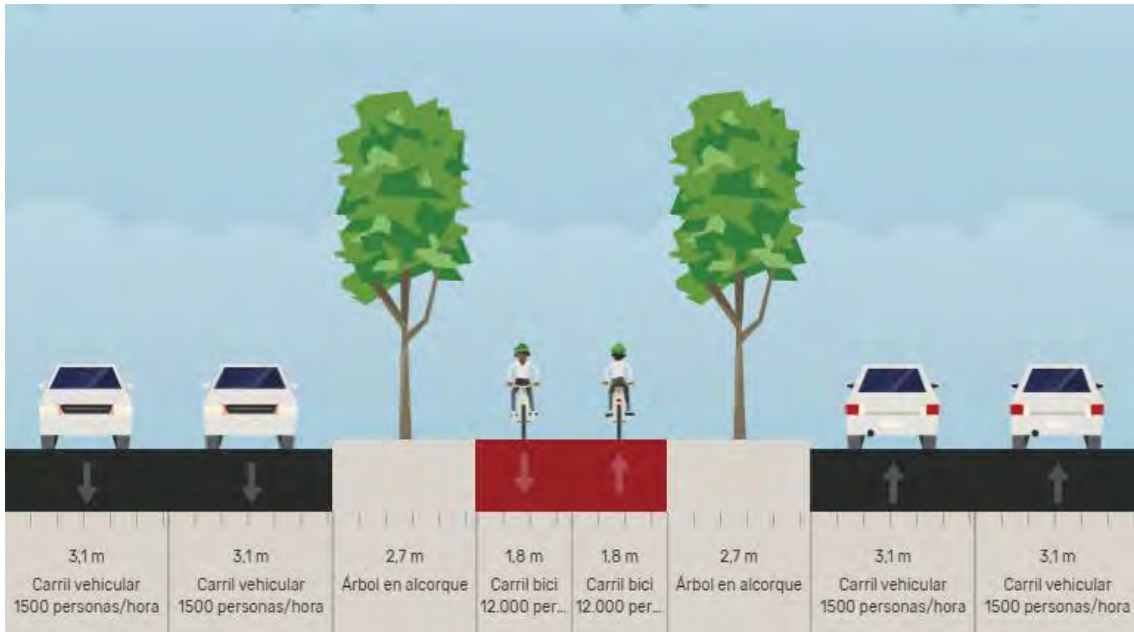 3,1 m
Carril vehicular
1500 personas/hora
3,1 m
Carril vehicular
1500 personas/hora
2,7 m
Árbol en alcorque
1,8 m
Carril bici
12.000 per...
1,8 m
Carril bici
12.000 per...
2,7 m
Árbol en alcorque
3,1 m
Carril vehicular
1500 personas/hora
3,1 m
Carril vehicular
1500 personas/hora